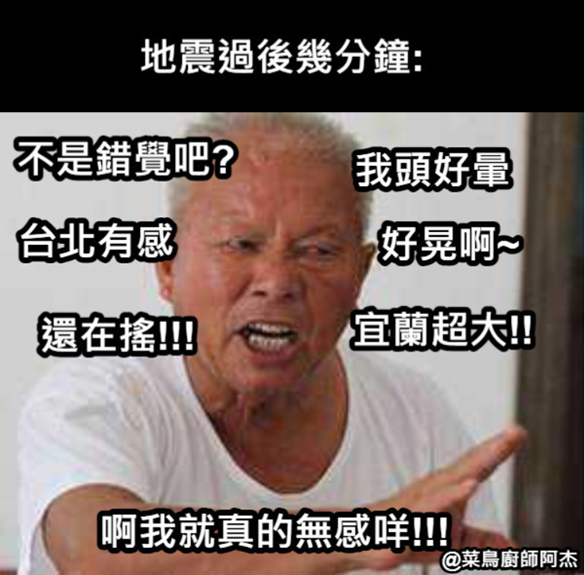 地震過後幾分鐘:
不是錯覺吧?
我頭好暈
台北有感
好晃啊~
還在搖!!!
宜蘭超大!!
啊我就真的無感咩!!!
@菜鳥廚師阿杰